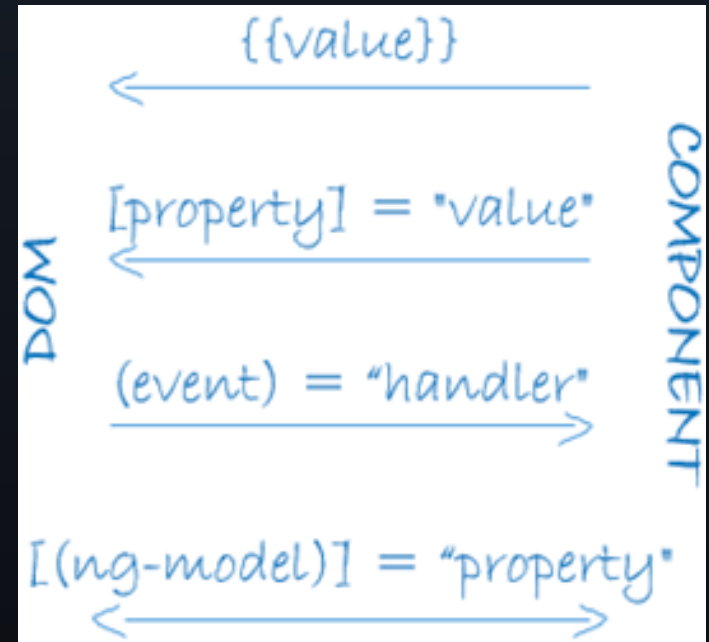 {{value}}
[property] = "value"
DOM
(event) = "handler"
COMPONENT
[(ng-model)] = "property"